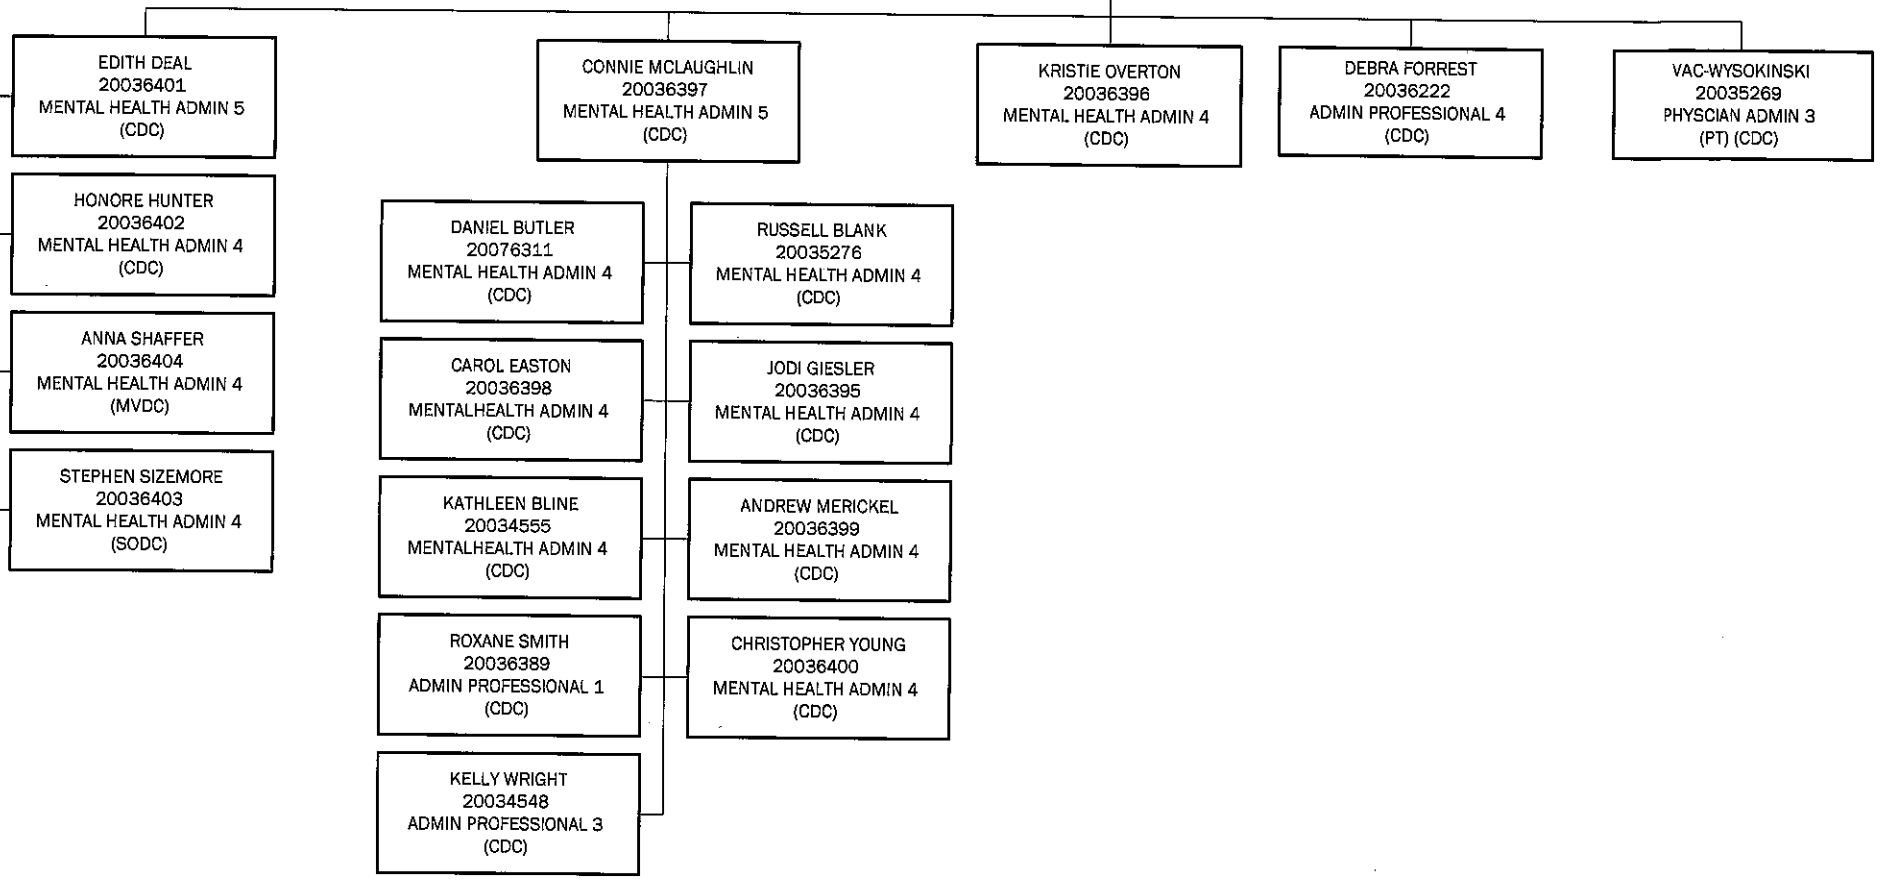 EDITH DEAL
20036401
MENTAL HEALTH ADMIN 5
(CDC)
CONNIE MCLAUGHLIN
20036397
MENTAL HEALTH ADMIN 5
(CDC)
KRISTIE OVERTON
20036396
MENTAL HEALTH ADMIN 4
(CDC)
DEBRA FORREST
20036222
ADMIN PROFESSIONAL 4
(CDC)
VAC-WYSOKINSKI
20035269
PHYSCIAN ADMIN 3
(PT) (CDC)
HONORE HUNTER
20036402
MENTAL HEALTH ADMIN 4
(CDC)
ANNA SHAFFER
20036404
MENTAL HEALTH ADMIN 4
(MVDC)
STEPHEN SIZEMORE
20036403
MENTAL HEALTH ADMIN 4
(SODC)
DANIEL BUTLER
20076311
MENTAL HEALTH ADMIN 4
(CDC)
RUSSELL BLANK
20035276
MENTAL HEALTH ADMIN 4
(CDC)
CAROL EASTON
20036398
MENTALHEALTH ADMIN 4
(CDC)
JODI GIESLER
20036395
MENTAL HEALTH ADMIN 4
(CDC)
KATHLEEN BLINE
20034555
MENTALHEALTH ADMIN 4
(CDC)
ANDREW MERICKEL
20036399
MENTAL HEALTH ADMIN 4
(CDC)
ROXANE SMITH
20036389
ADMIN PROFESSIONAL 1
(CDC)
CHRISTOPHER YOUNG
20036400
MENTAL HEALTH ADMIN 4
(CDC)
KELLY WRIGHT
20034548
ADMIN PROFESSIONAL 3
(CDC)